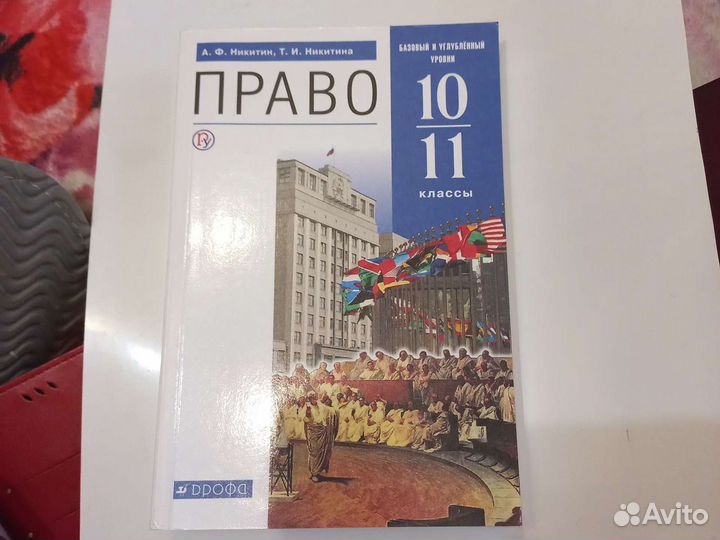 А. Ф. Никитин, Т. И. Никитина
ПРАВО
БАЗОВЫЙ И УГЛУБЛЁННЫЙ
УРОВНИ
10
11
классы
дрофа
Avito